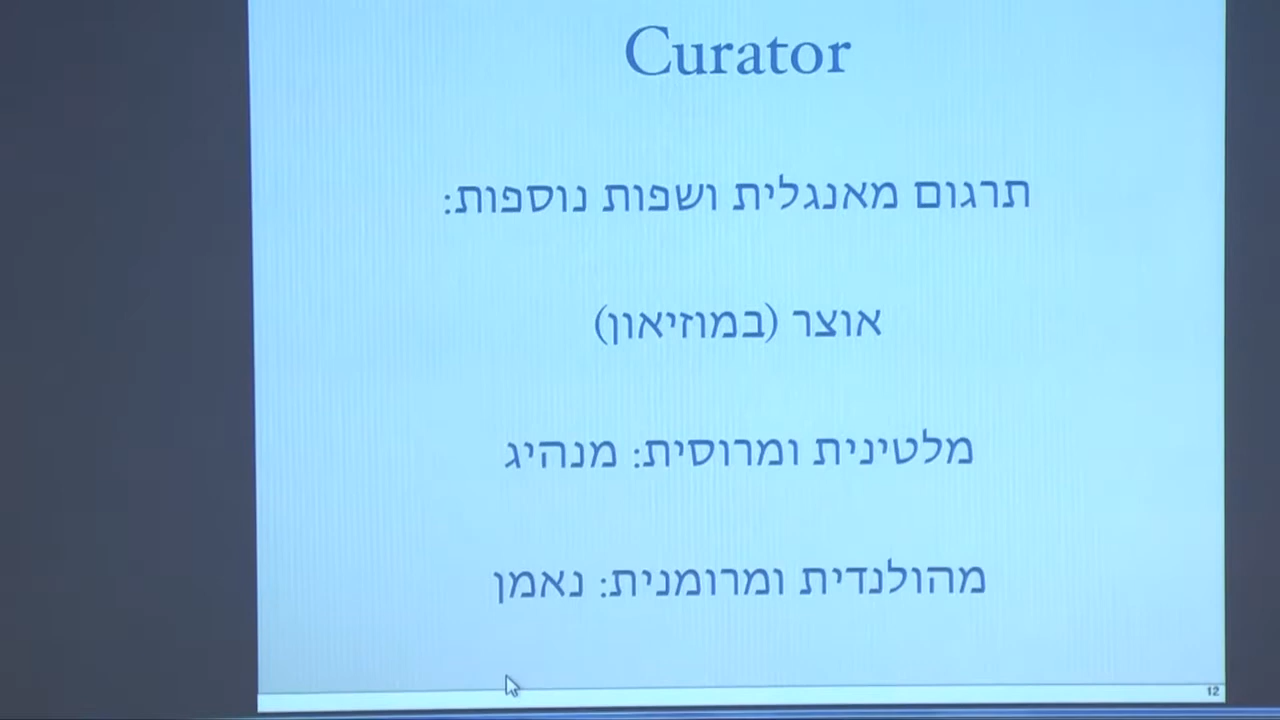 Curator
תרגום מאנגלית ושפות נוספות:
אוצר (במוזיאון)
מלטינית ומרוסית: מנהיג
מהולנדית ומרומנית: נאמן
12